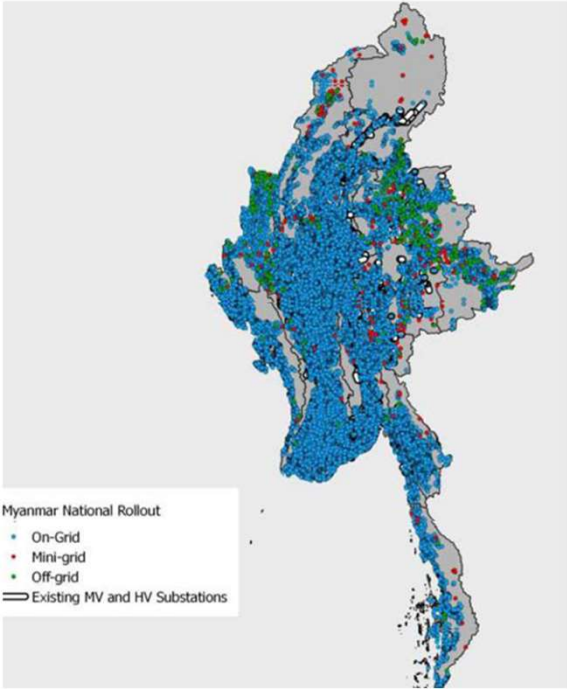 Myanmar National Rollout
On-Grid
Mini-grid
Off-grid
Existing MV and HV Substations